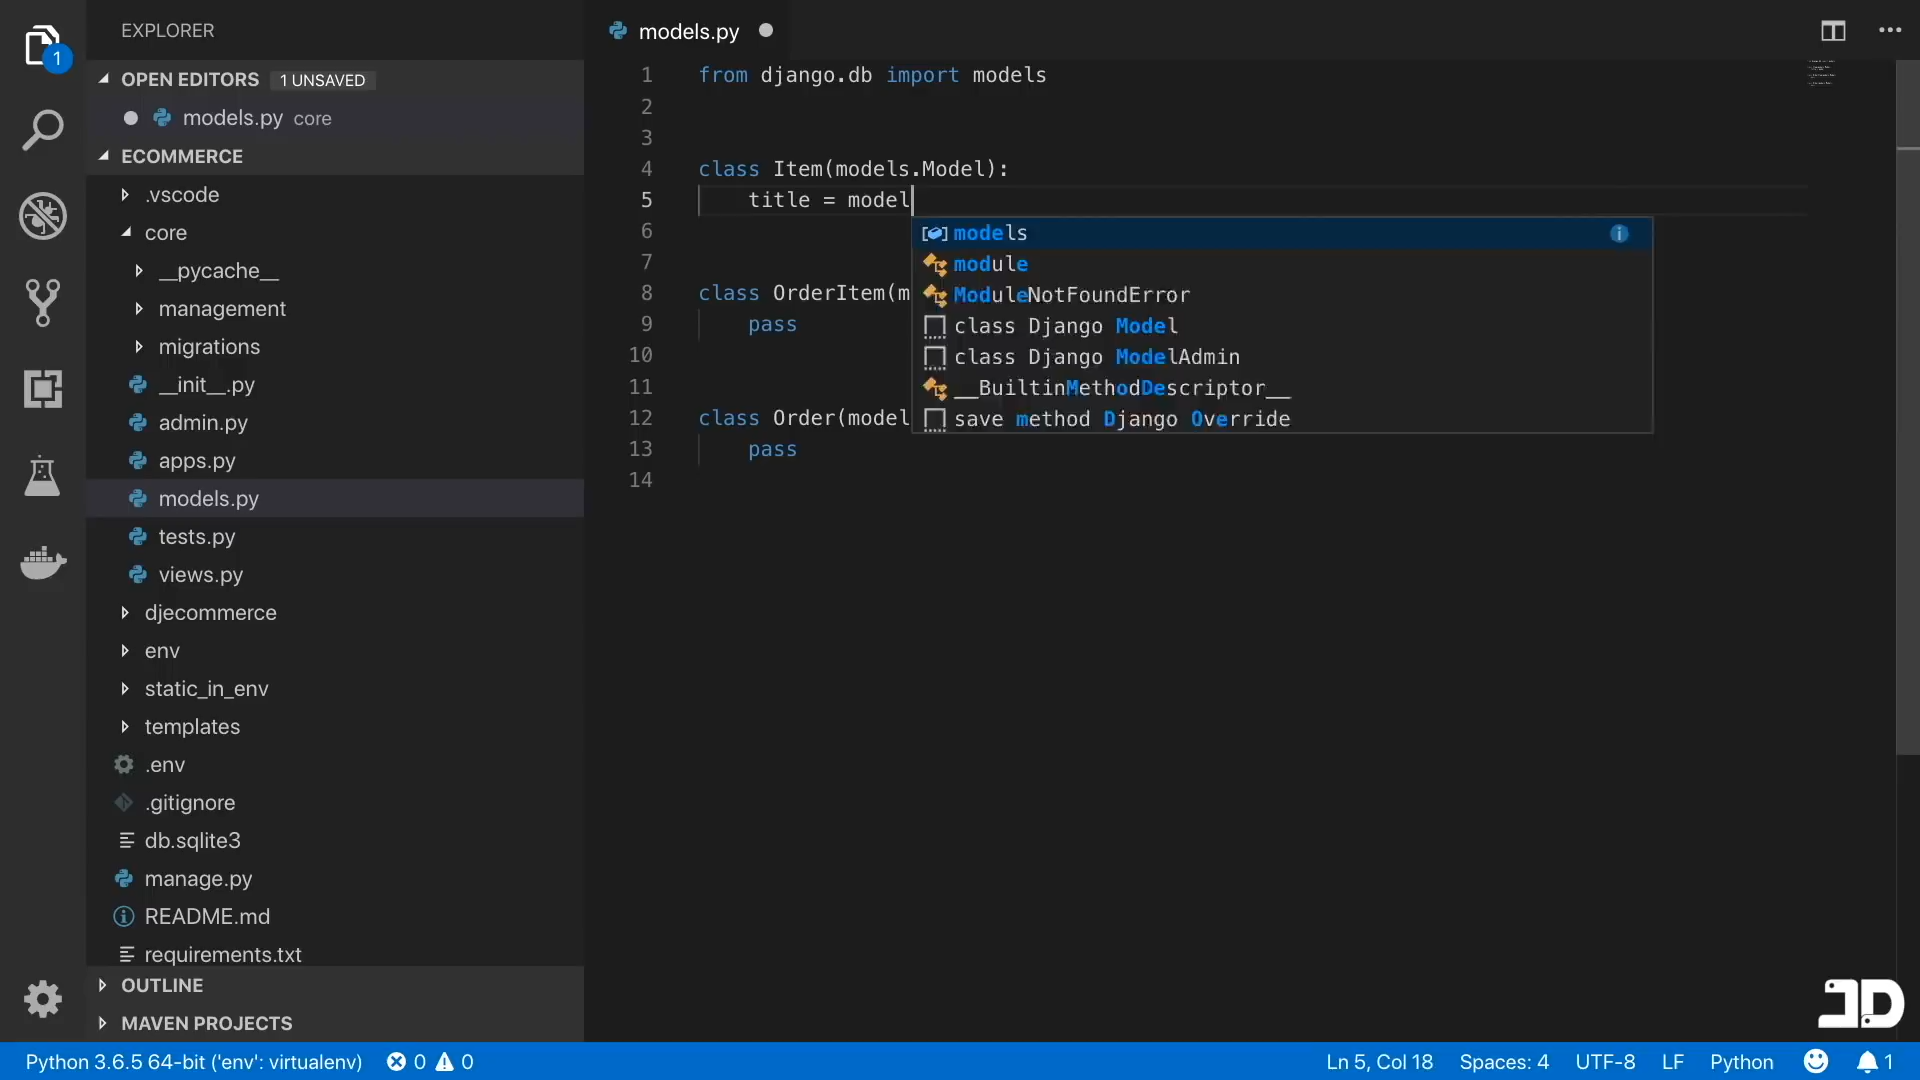 EXPLORER
1
OPEN EDITORS 1 UNSAVED
models.py core
ECOMMERCE
.vscode
core
__pycache__
management
migrations
__init__.py
admin.py
apps.py
models.py
tests.py
views.py
djecommerce
env
static_in_env
templates
.env
.gitignore
db.sqlite3
manage.py
README.md
requirements.txt
OUTLINE
MAVEN PROJECTS
models.py
1 from django.db import models
2
3
4 class Item(models.Model):
5 title = model
6
7
8 class OrderItem(m
9 pass
10
11
12 class Order(model
13 pass
14
models
module
ModuleNotFoundError
class Django Model
class Django ModelAdmin
__BuiltinMethodDescriptor__
save method Django Override
JD
Python 3.6.5 64-bit ('env': virtualenv) 0 0 Ln 5, Col 18 Spaces: 4 UTF-8 LF Python 1